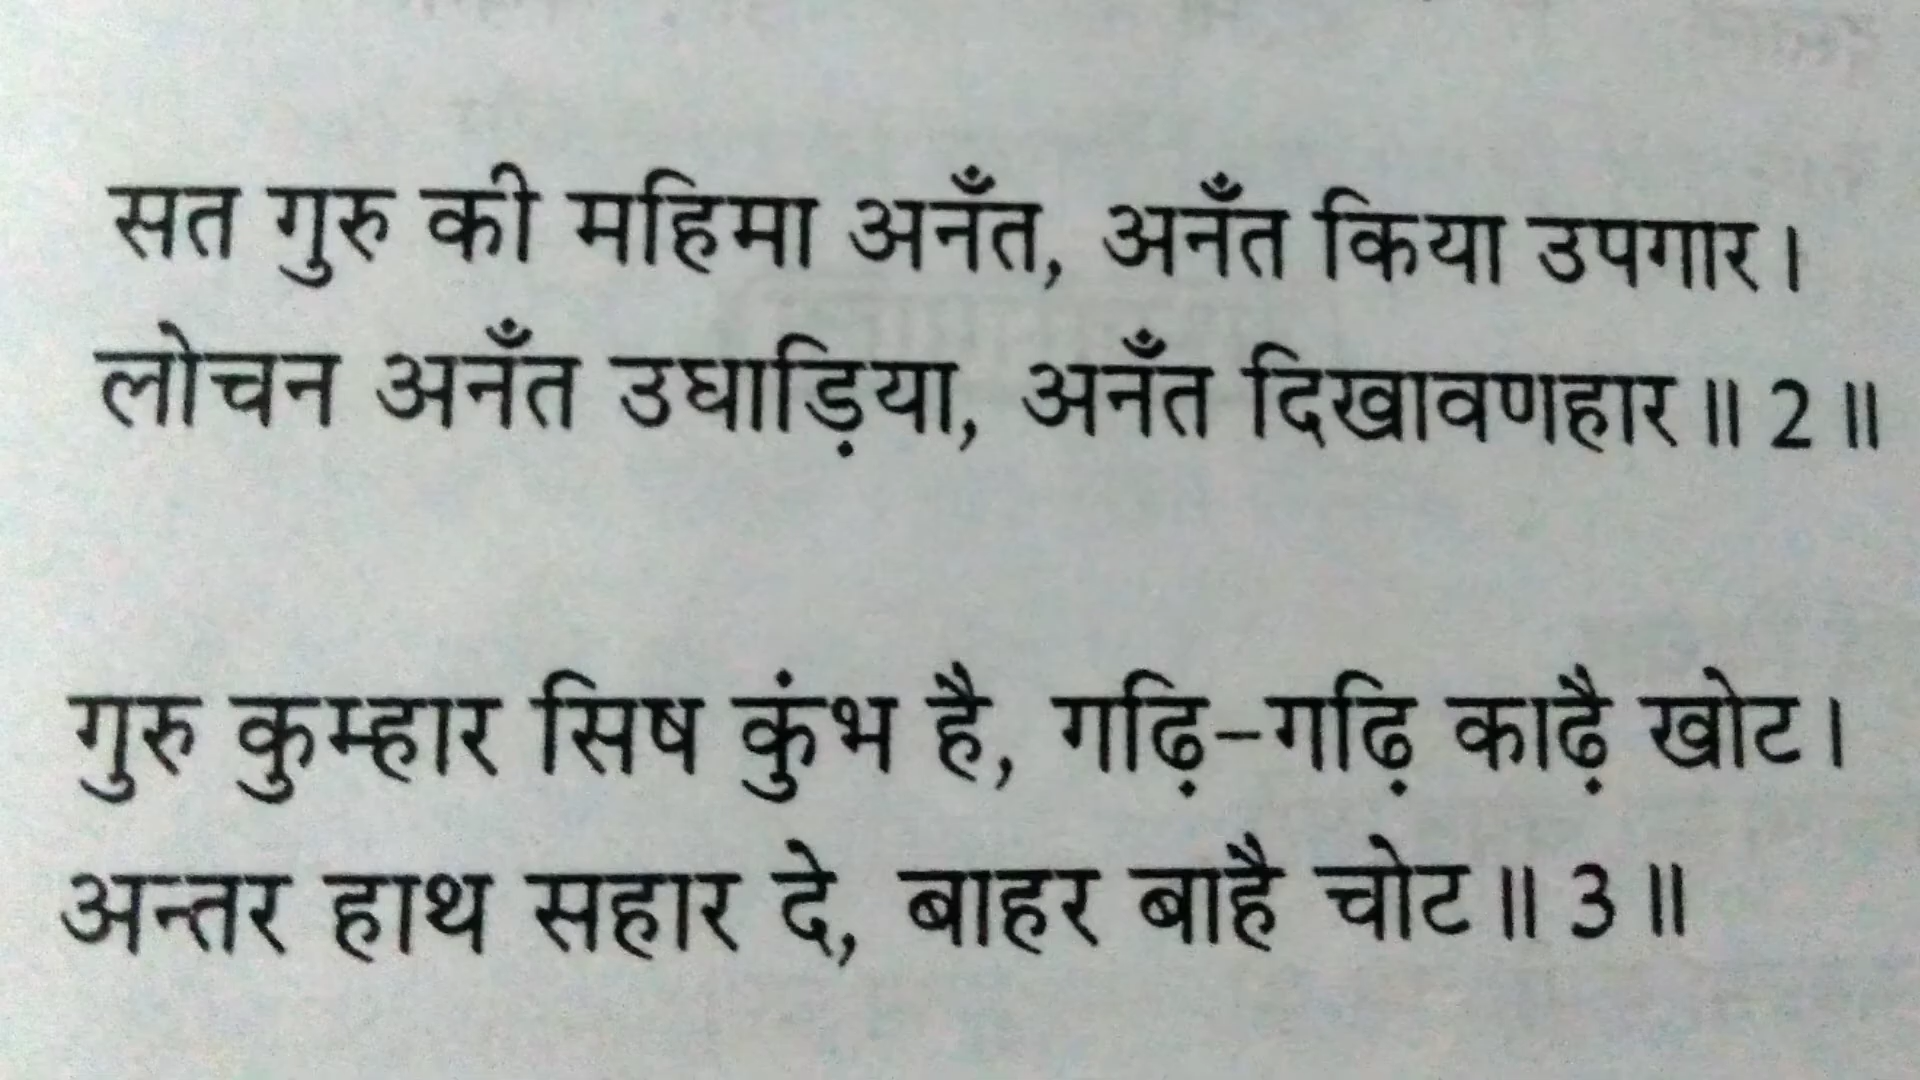 सत गुरु की महिमा अनँत, अनँत किया उपगार।
लोचन अनँत उघाड़िया, अनँत दिखावणहार॥ 2 ॥
गुरु कुम्हार सिष कुंभ है, गढ़ि-गढ़ि काढ़ै खोट।
अन्तर हाथ सहार दे, बाहर बाहै चोट॥ 3 ॥